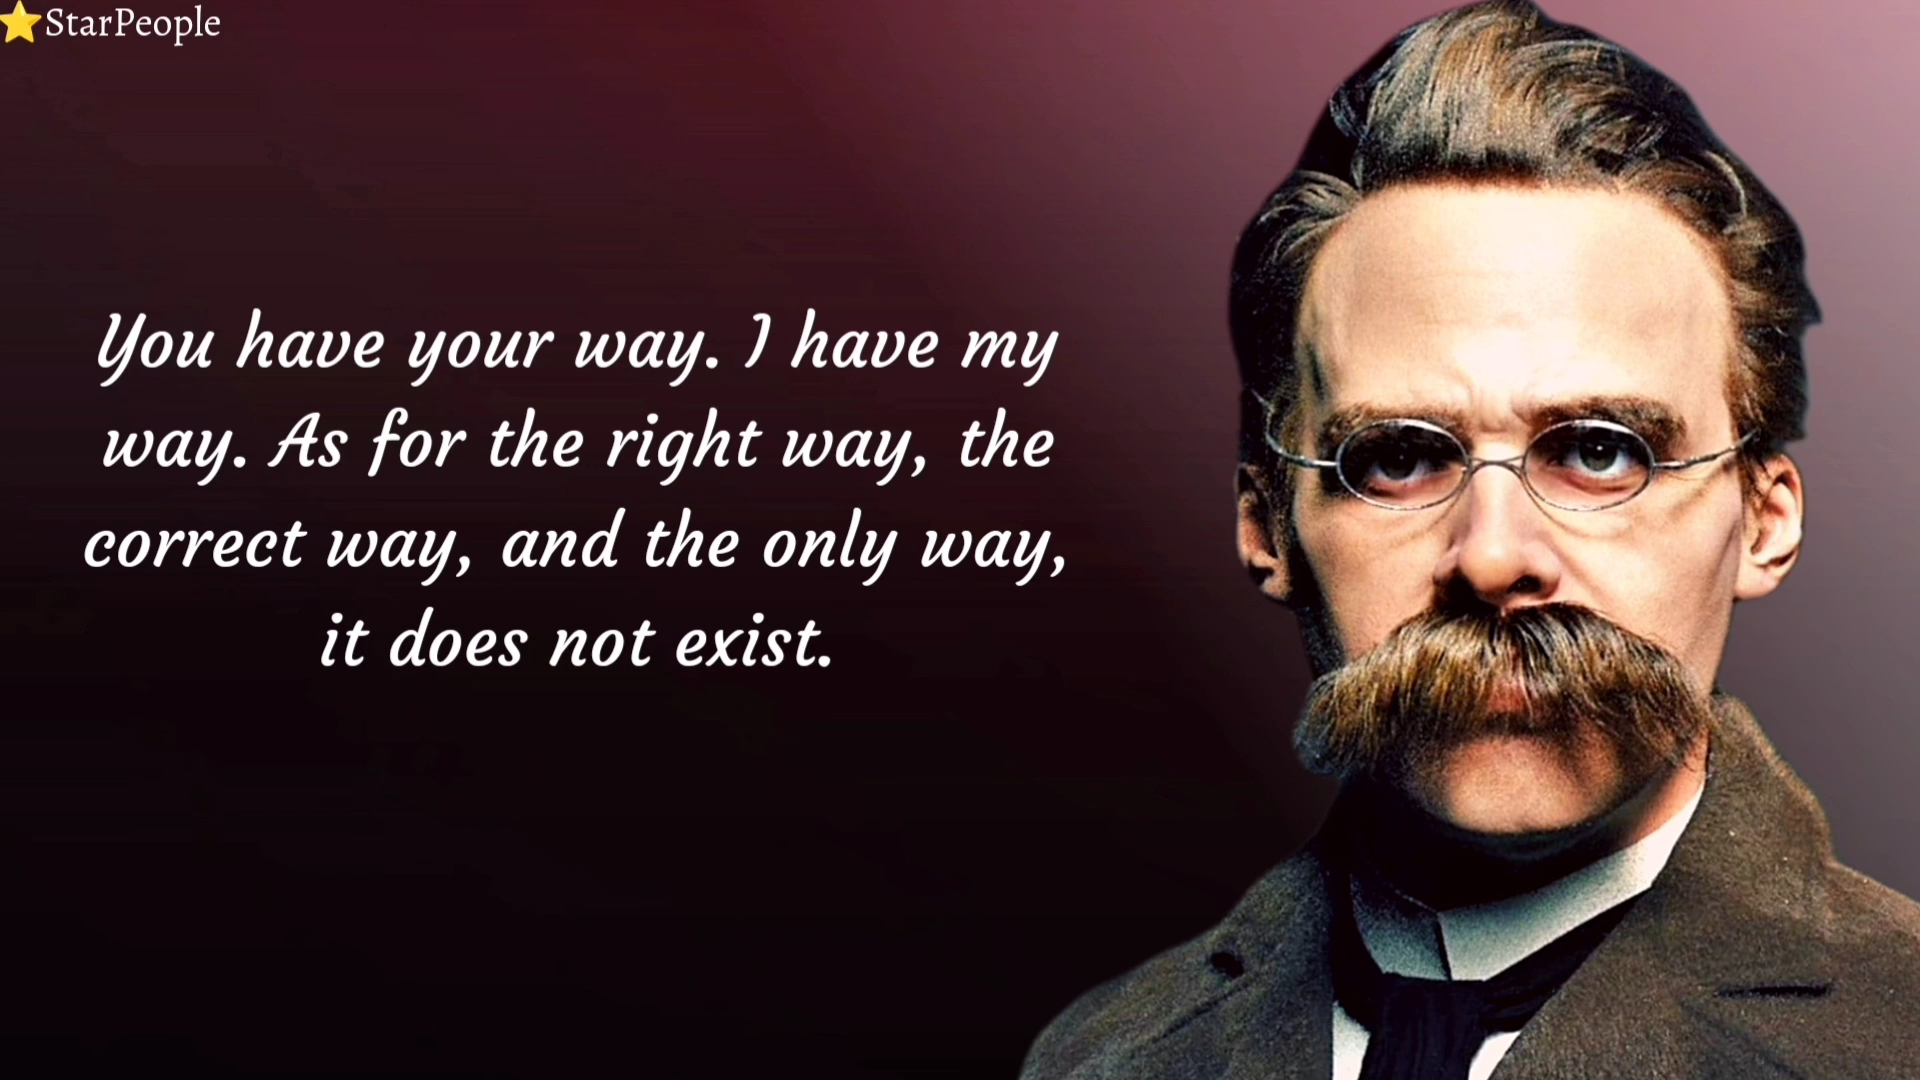 StarPeople
You have your way. I have my
way. As for the right way, the
correct way, and the only way,
it does not exist.